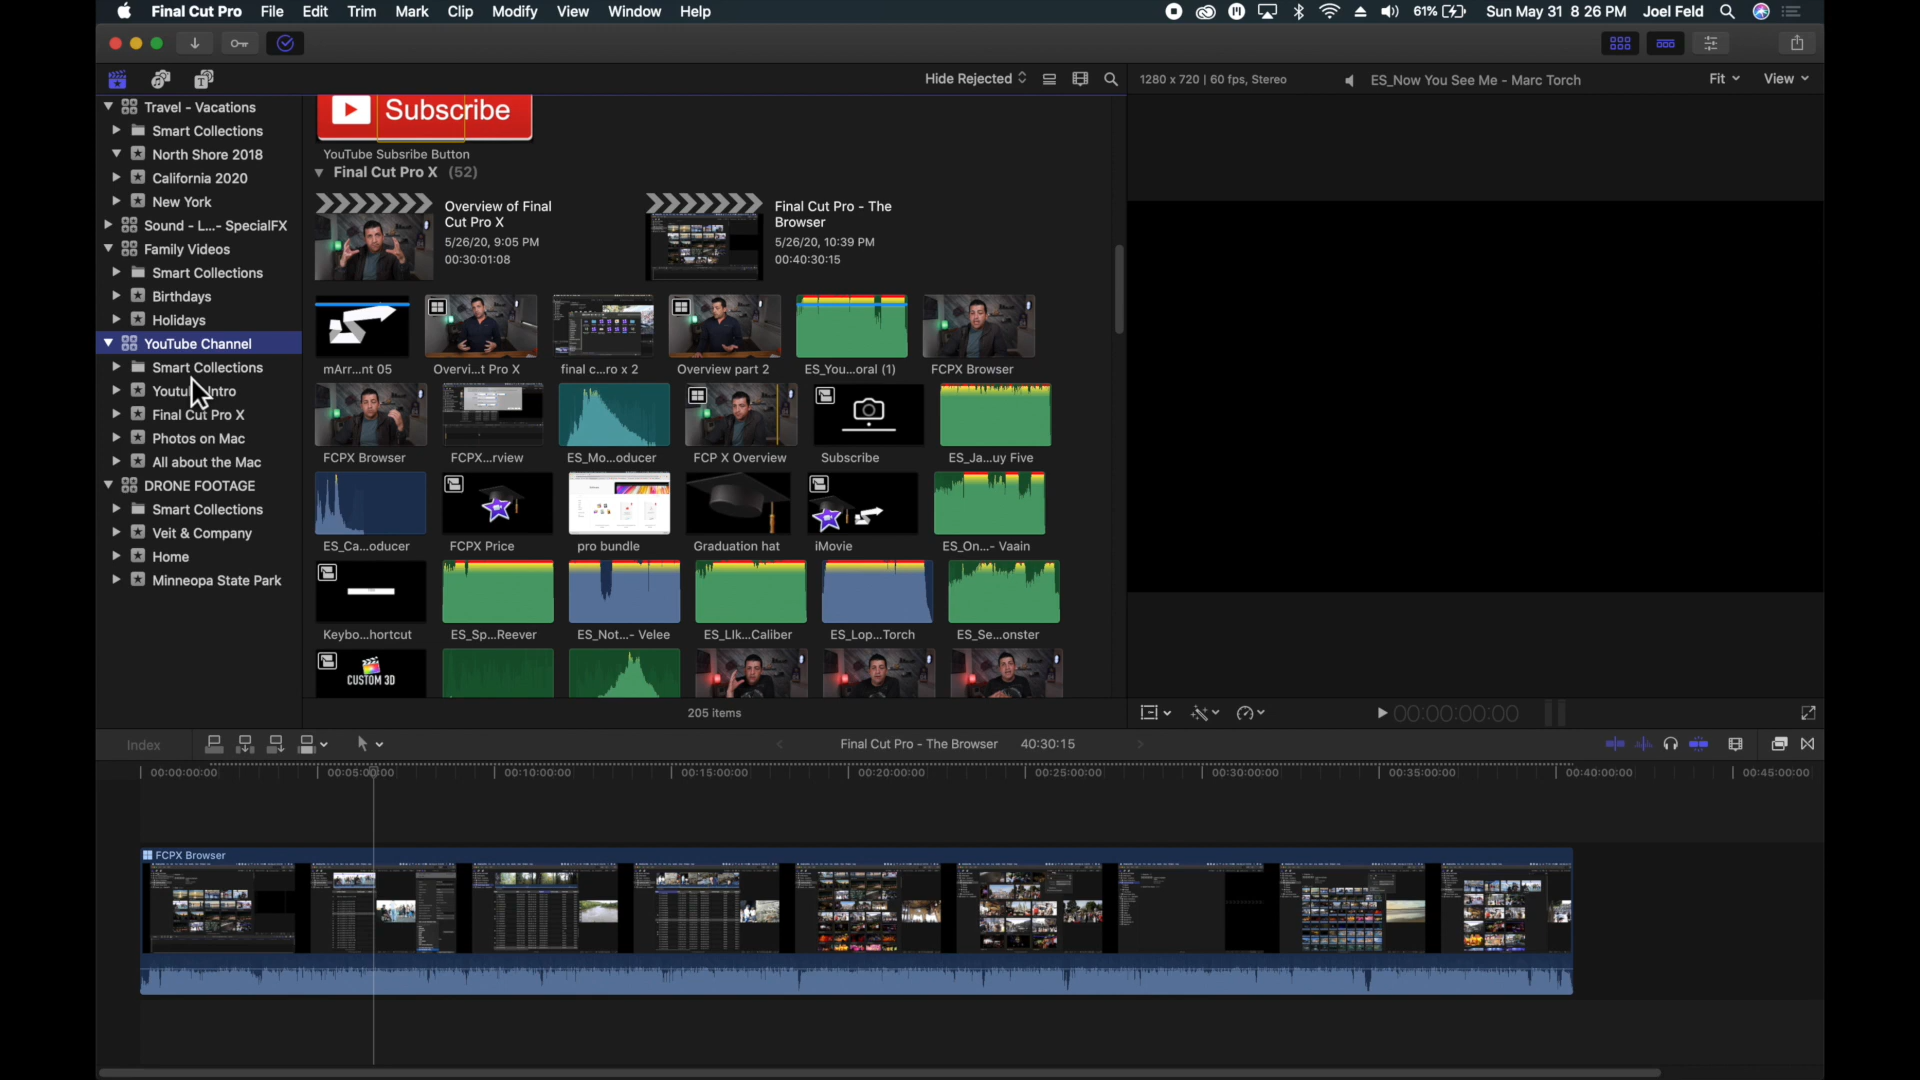 Final Cut Pro File Edit Trim Mark Clip Modify View Window Help 61% Sun May 31 8 26 PM Joel Feld
Hide Rejected 1280 x 720 | 60 fps, Stereo ES_Now You See Me - Marc Torch Fit View
Travel - Vacations
Smart Collections
North Shore 2018
California 2020
New York
Sound - L...- SpecialFX
Family Videos
Smart Collections
Birthdays
Holidays
YouTube Channel
Smart Collections
Final Cut Pro X
Photos on Mac
All about the Mac
DRONE FOOTAGE
Smart Collections
Veit & Company
Home
Minneopa State Park
Subscribe
YouTube Subsribe Button
Final Cut Pro X (52)
Overview of Final
Cut Pro X
5/26/20, 9:05 PM
00:30:01:08
Final Cut Pro - The
Browser
5/26/20, 10:39 PM
00:40:30:15
mArr...nt 05 Overvi...t Pro X final c...ro x 2 Overview part 2 ES_You...oral (1) FCPX Browser
FCPX Browser FCPX...rview ES_Mo...oducer FCP X Overview Subscribe ES_Ja...uy Five
ES_Ca...oducer FCPX Price pro bundle Graduation hat iMovie ES_On...- Vaain
Keybo...hortcut ES_Sp...Reever ES_Not...- Velee ES_LIk...Caliber ES_Lop...Torch ES_Se...onster
CUSTOM 3D
205 items
00:00:00:00
Index Final Cut Pro - The Browser 40:30:15
00:00:00:00 00:05:00:00 00:10:00:00 00:15:00:00 00:20:00:00 00:25:00:00 00:30:00:00 00:35:00:00 00:40:00:00 00:45:00:00
FCPX Browser